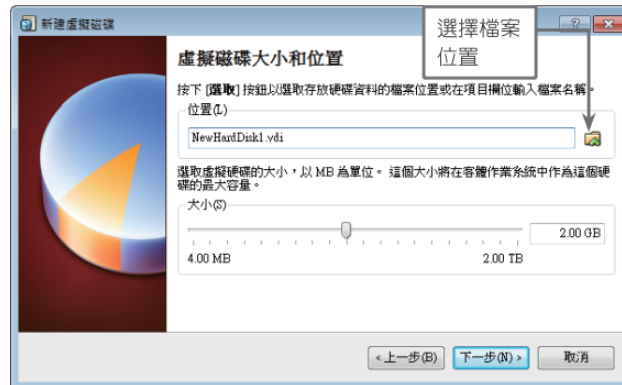 新建虛擬磁碟
選擇檔案
位置
虛擬磁碟大小和位置
按下 [選取] 按鈕以選取存放硬碟資料的檔案位置或在項目欄位輸入檔案名稱。
位置(L)
NewHardDisk1.vdi
選取虛擬硬碟的大小，以 MB 為單位。 這個大小將在客體作業系統中作為這個硬
碟的最大容量。
大小(S)
2.00 GB
4.00 MB 2.00 TB
<上一步(B) 下一步(N)> 取消